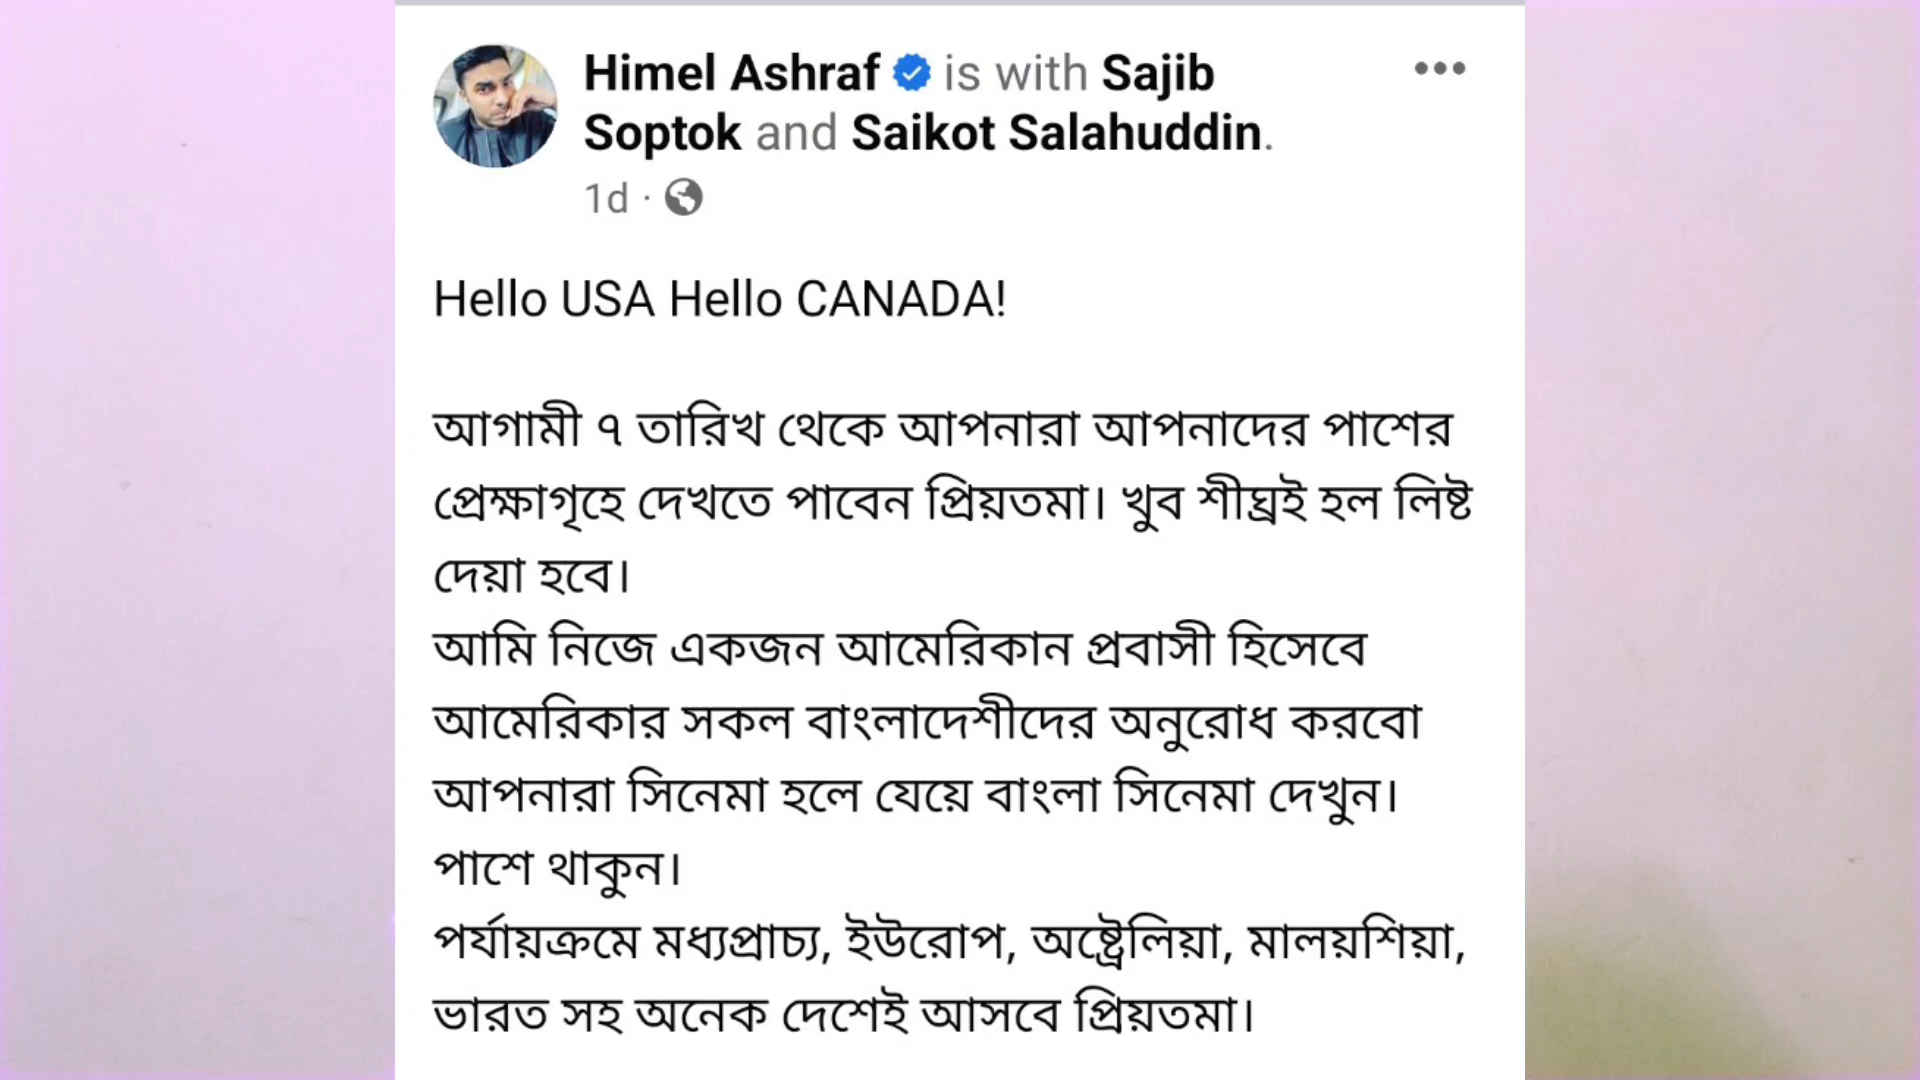 Himel Ashraf is with Sajib
Soptok and Saikot Salahuddin.
1d ·
Hello USA Hello CANADA!
আগামী ৭ তারিখ থেকে আপনারা আপনাদের পাশের
প্রেক্ষাগৃহে দেখতে পাবেন প্রিয়তমা। খুব শীঘ্রই হল লিষ্ট
দেয়া হবে।
আমি নিজে একজন আমেরিকান প্রবাসী হিসেবে
আমেরিকার সকল বাংলাদেশীদের অনুরোধ করবো
আপনারা সিনেমা হলে যেয়ে বাংলা সিনেমা দেখুন।
পাশে থাকুন।
পর্যায়ক্রমে মধ্যপ্রাচ্য, ইউরোপ, অষ্ট্রেলিয়া, মালয়শিয়া,
ভারত সহ অনেক দেশেই আসবে প্রিয়তমা।